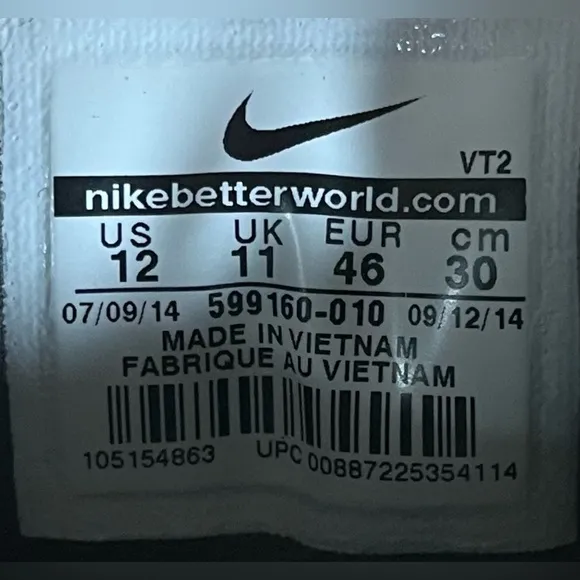 VT2
nikebetterworld.com
US UK EUR cm
12 11 46 30
07/09/14 599160-010 09/12/14
MADE IN VIETNAM
FABRIQUE AU VIETNAM
105154863 UPC 00887225354114